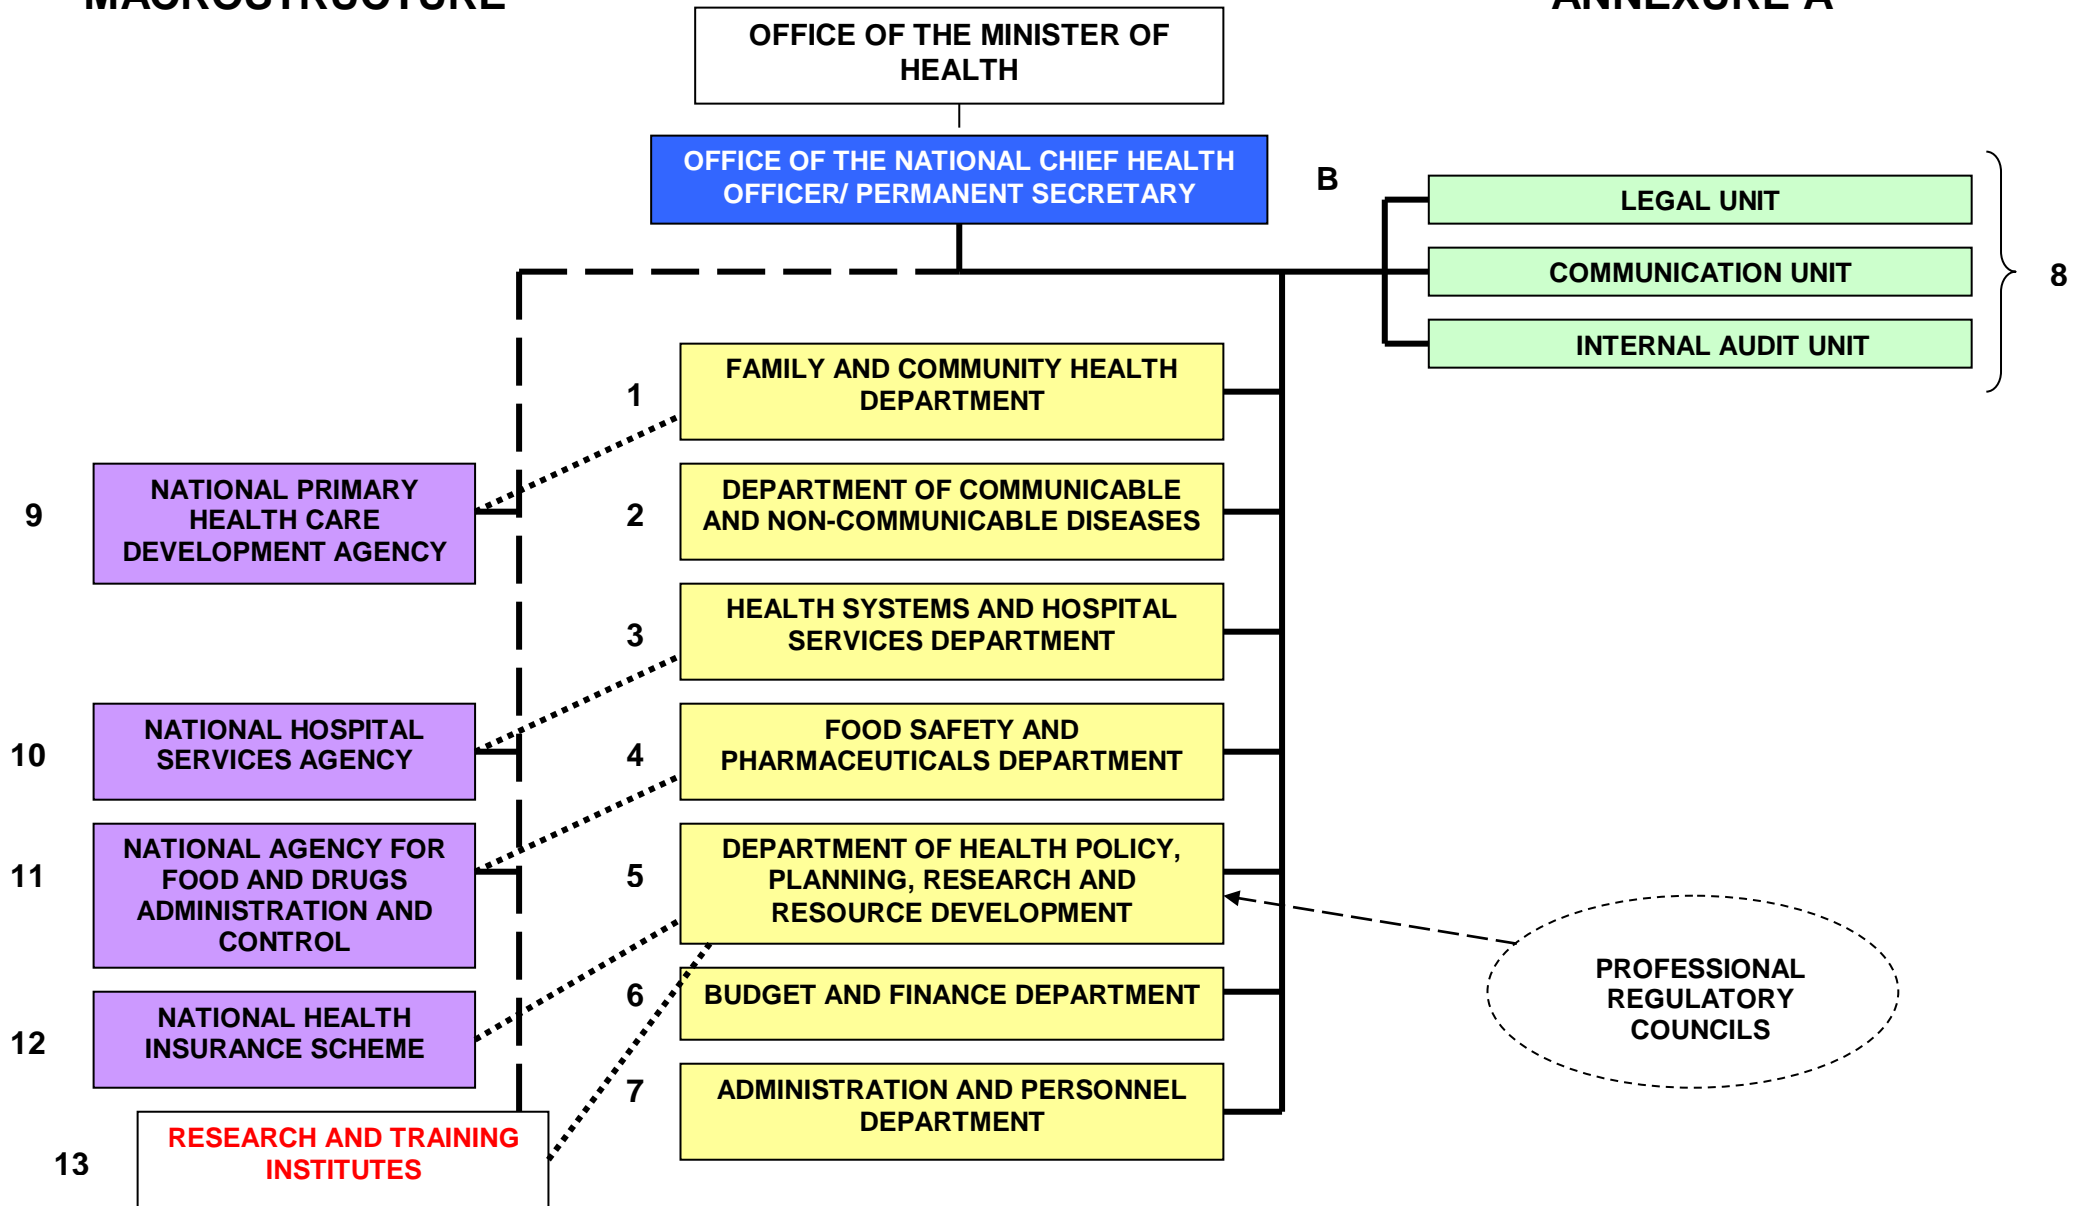 MACROSTRUCTURE
ANNEXURE A
OFFICE OF THE MINISTER OF
HEALTH
OFFICE OF THE NATIONAL CHIEF HEALTH
OFFICER/ PERMANENT SECRETARY
B
LEGAL UNIT
COMMUNICATION UNIT
INTERNAL AUDIT UNIT
8
1
FAMILY AND COMMUNITY HEALTH
DEPARTMENT
2
DEPARTMENT OF COMMUNICABLE
AND NON-COMMUNICABLE DISEASES
3
HEALTH SYSTEMS AND HOSPITAL
SERVICES DEPARTMENT
4
FOOD SAFETY AND
PHARMACEUTICALS DEPARTMENT
5
DEPARTMENT OF HEALTH POLICY,
PLANNING, RESEARCH AND
RESOURCE DEVELOPMENT
6
BUDGET AND FINANCE DEPARTMENT
7
ADMINISTRATION AND PERSONNEL
DEPARTMENT
9
NATIONAL PRIMARY
HEALTH CARE
DEVELOPMENT AGENCY
10
NATIONAL HOSPITAL
SERVICES AGENCY
11
NATIONAL AGENCY FOR
FOOD AND DRUGS
ADMINISTRATION AND
CONTROL
12
NATIONAL HEALTH
INSURANCE SCHEME
13
RESEARCH AND TRAINING
INSTITUTES
PROFESSIONAL
REGULATORY
COUNCILS